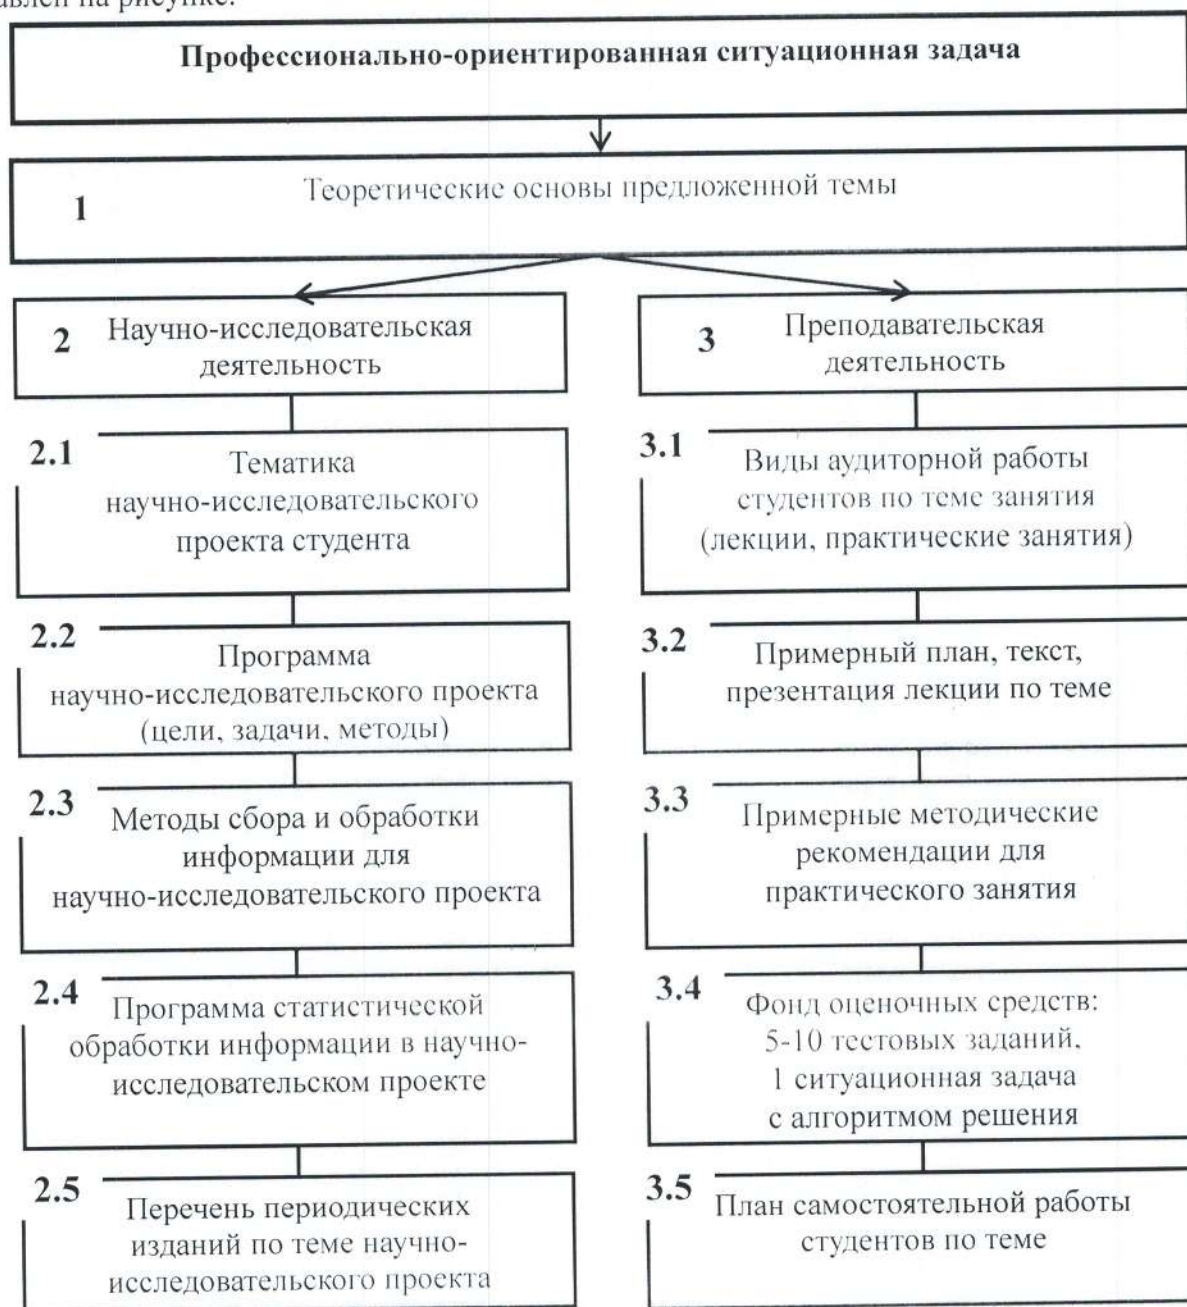 на рисунке.
Профессионально-ориентированная ситуационная задача
1
Теоретические основы предложенной темы
2
Научно-исследовательская
деятельность
2.1
Тематика
научно-исследовательского
проекта студента
2.2
Программа
научно-исследовательского проекта
(цели, задачи, методы)
2.3
Методы сбора и обработки
информации для
научно-исследовательского проекта
2.4
Программа статистической
обработки информации в научно-
исследовательском проекте
2.5
Перечень периодических
изданий по теме научно-
исследовательского проекта
3
Преподавательская
деятельность
3.1
Виды аудиторной работы
студентов по теме занятия
(лекции, практические занятия)
3.2
Примерный план, текст,
презентация лекции по теме
3.3
Примерные методические
рекомендации для
практического занятия
3.4
Фонд оценочных средств:
5-10 тестовых заданий,
1 ситуационная задача
с алгоритмом решения
3.5
План самостоятельной работы
студентов по теме